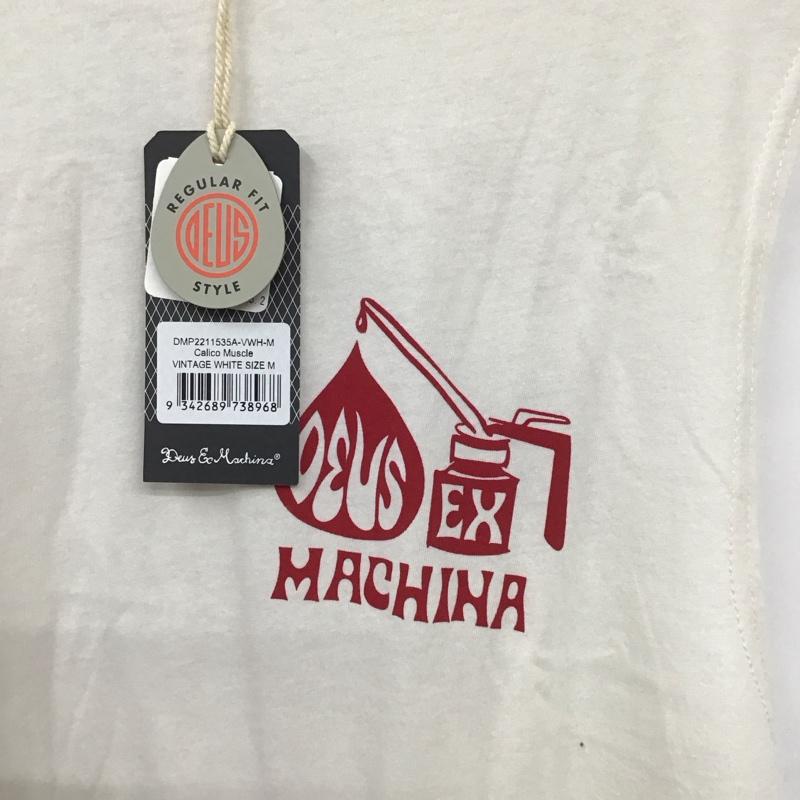 REGULAR FIT
DEUS
STYLE
2
DMP2211535A-VWH-M
Calico Muscle
VINTAGE WHITE SIZE M
9 342689 738968
Deus Ex Machina®
DEUS
EX
MACHINA